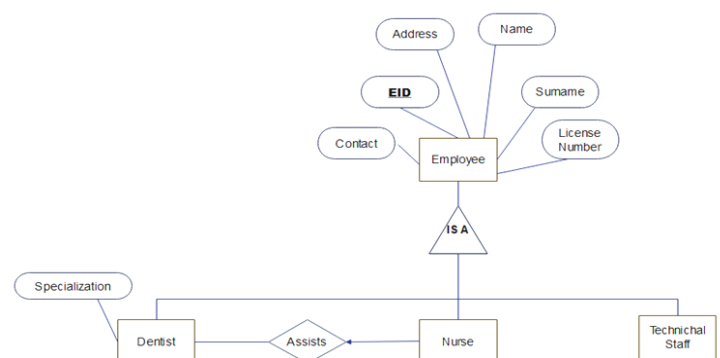 Name
Address
EID
Surname
License
Number
Contact
Employee
IS A
Specialization
Dentist
Assists
Nurse
Technichal
Staff